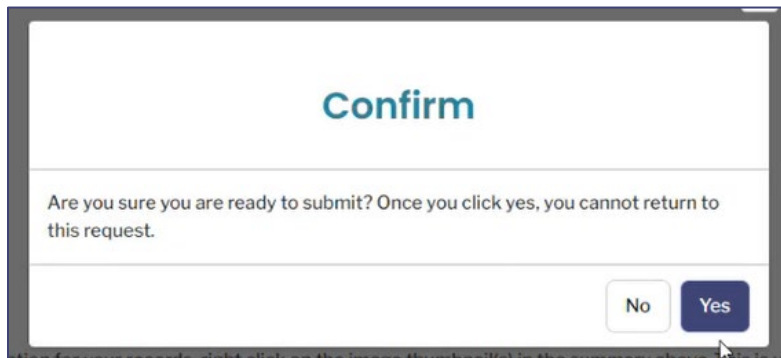 Confirm
Are you sure you are ready to submit? Once you click yes, you cannot return to
this request.
No Yes